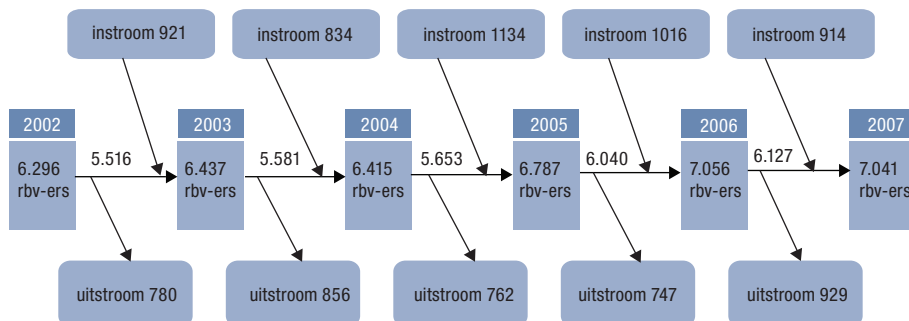 instroom 921
instroom 834
instroom 1134
instroom 1016
instroom 914
2002
2003
2004
2005
2006
2007
6.296
rbv-ers
5.516
6.437
rbv-ers
5.581
6.415
rbv-ers
5.653
6.787
rbv-ers
6.040
7.056
rbv-ers
6.127
7.041
rbv-ers
uitstroom 780
uitstroom 856
uitstroom 762
uitstroom 747
uitstroom 929